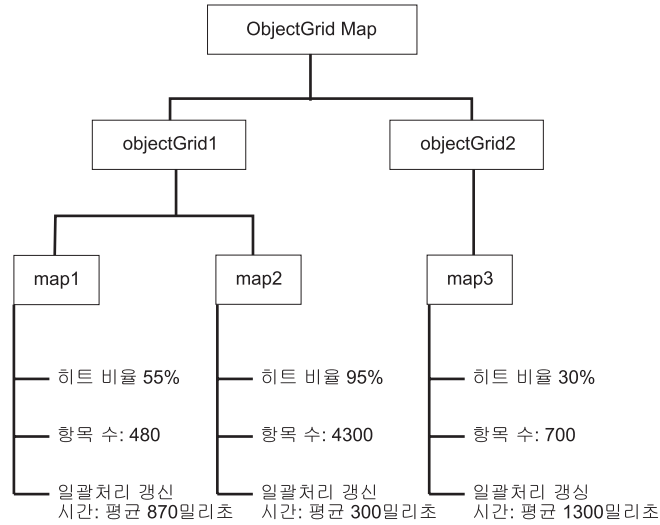 ObjectGrid Map
objectGrid1
objectGrid2
map1
map2
map3
히트 비율 55%
항목 수: 480
일괄처리 갱신
시간: 평균 870밀리초
히트 비율 95%
항목 수: 4300
일괄처리 갱신
시간: 평균 300밀리초
히트 비율 30%
항목 수: 700
일괄처리 갱싱
시간: 평균 1300밀리초